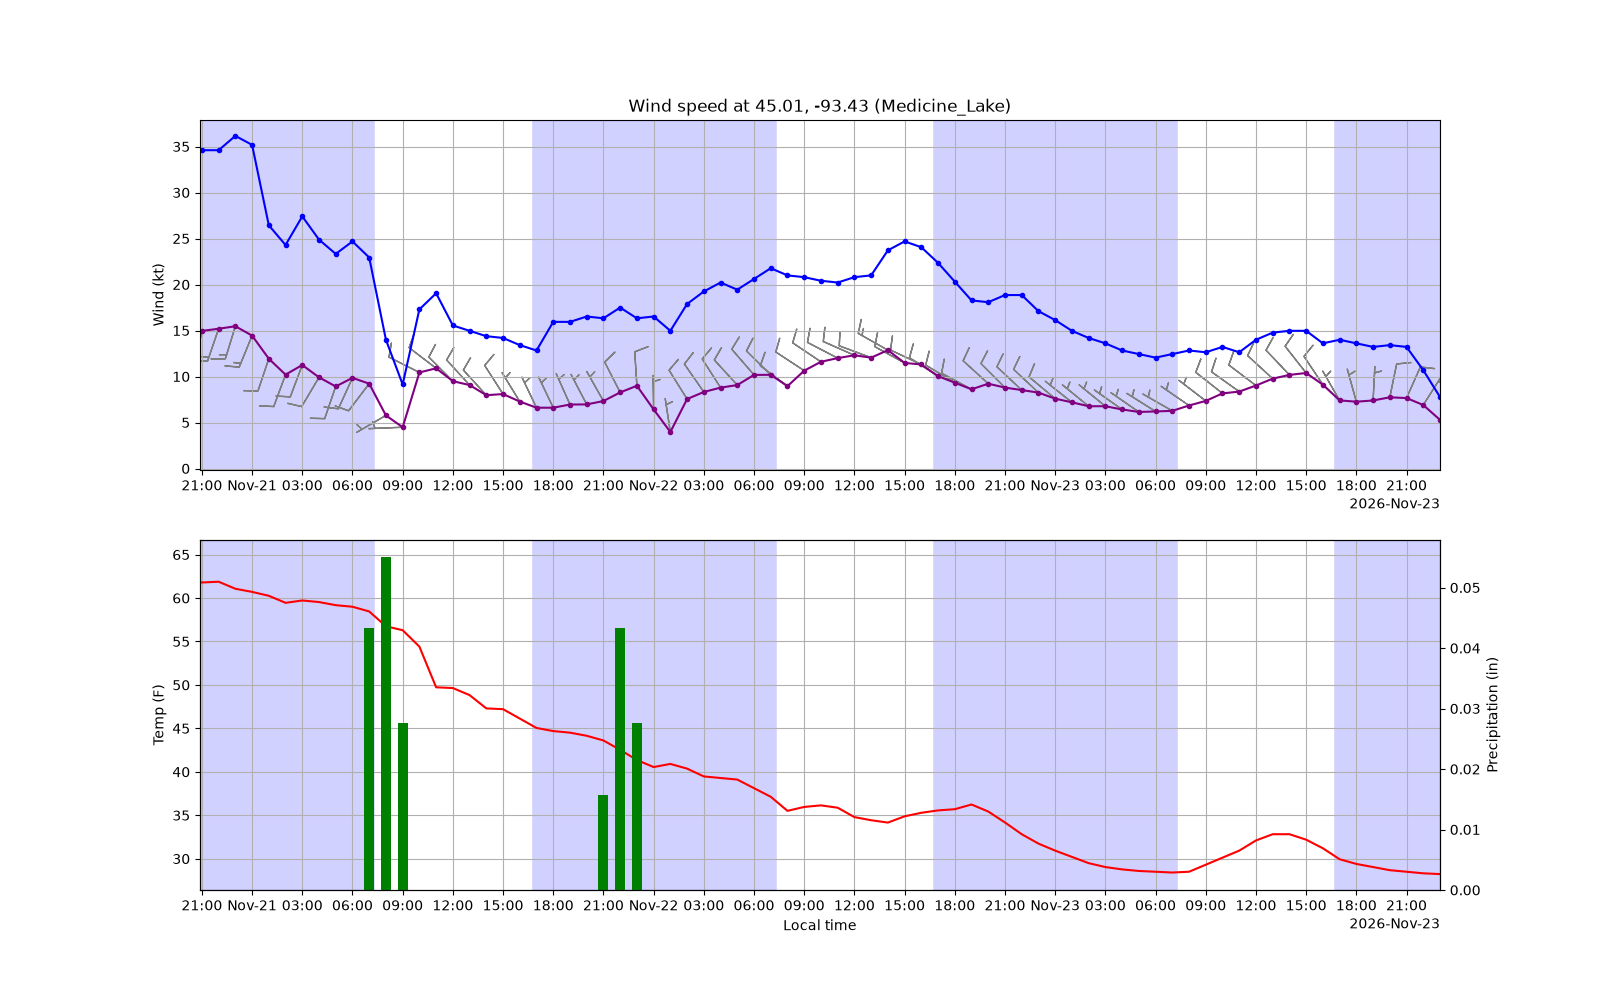 Wind speed at 45.01, -93.43 (Medicine_Lake)
Wind (kt)
35
30
25
20
15
10
5
0
21:00 Nov-21 03:00 06:00 09:00 12:00 15:00 18:00 21:00 Nov-22 03:00 06:00 09:00 12:00 15:00 18:00 21:00 Nov-23 03:00 06:00 09:00 12:00 15:00 18:00 21:00
2026-Nov-23
Temp (F)
65
60
55
50
45
40
35
30
0.05
0.04
0.03
0.02
0.01
0.00
Precipitation (in)
21:00 Nov-21 03:00 06:00 09:00 12:00 15:00 18:00 21:00 Nov-22 03:00 06:00 09:00 12:00 15:00 18:00 21:00 Nov-23 03:00 06:00 09:00 12:00 15:00 18:00 21:00
Local time
2026-Nov-23